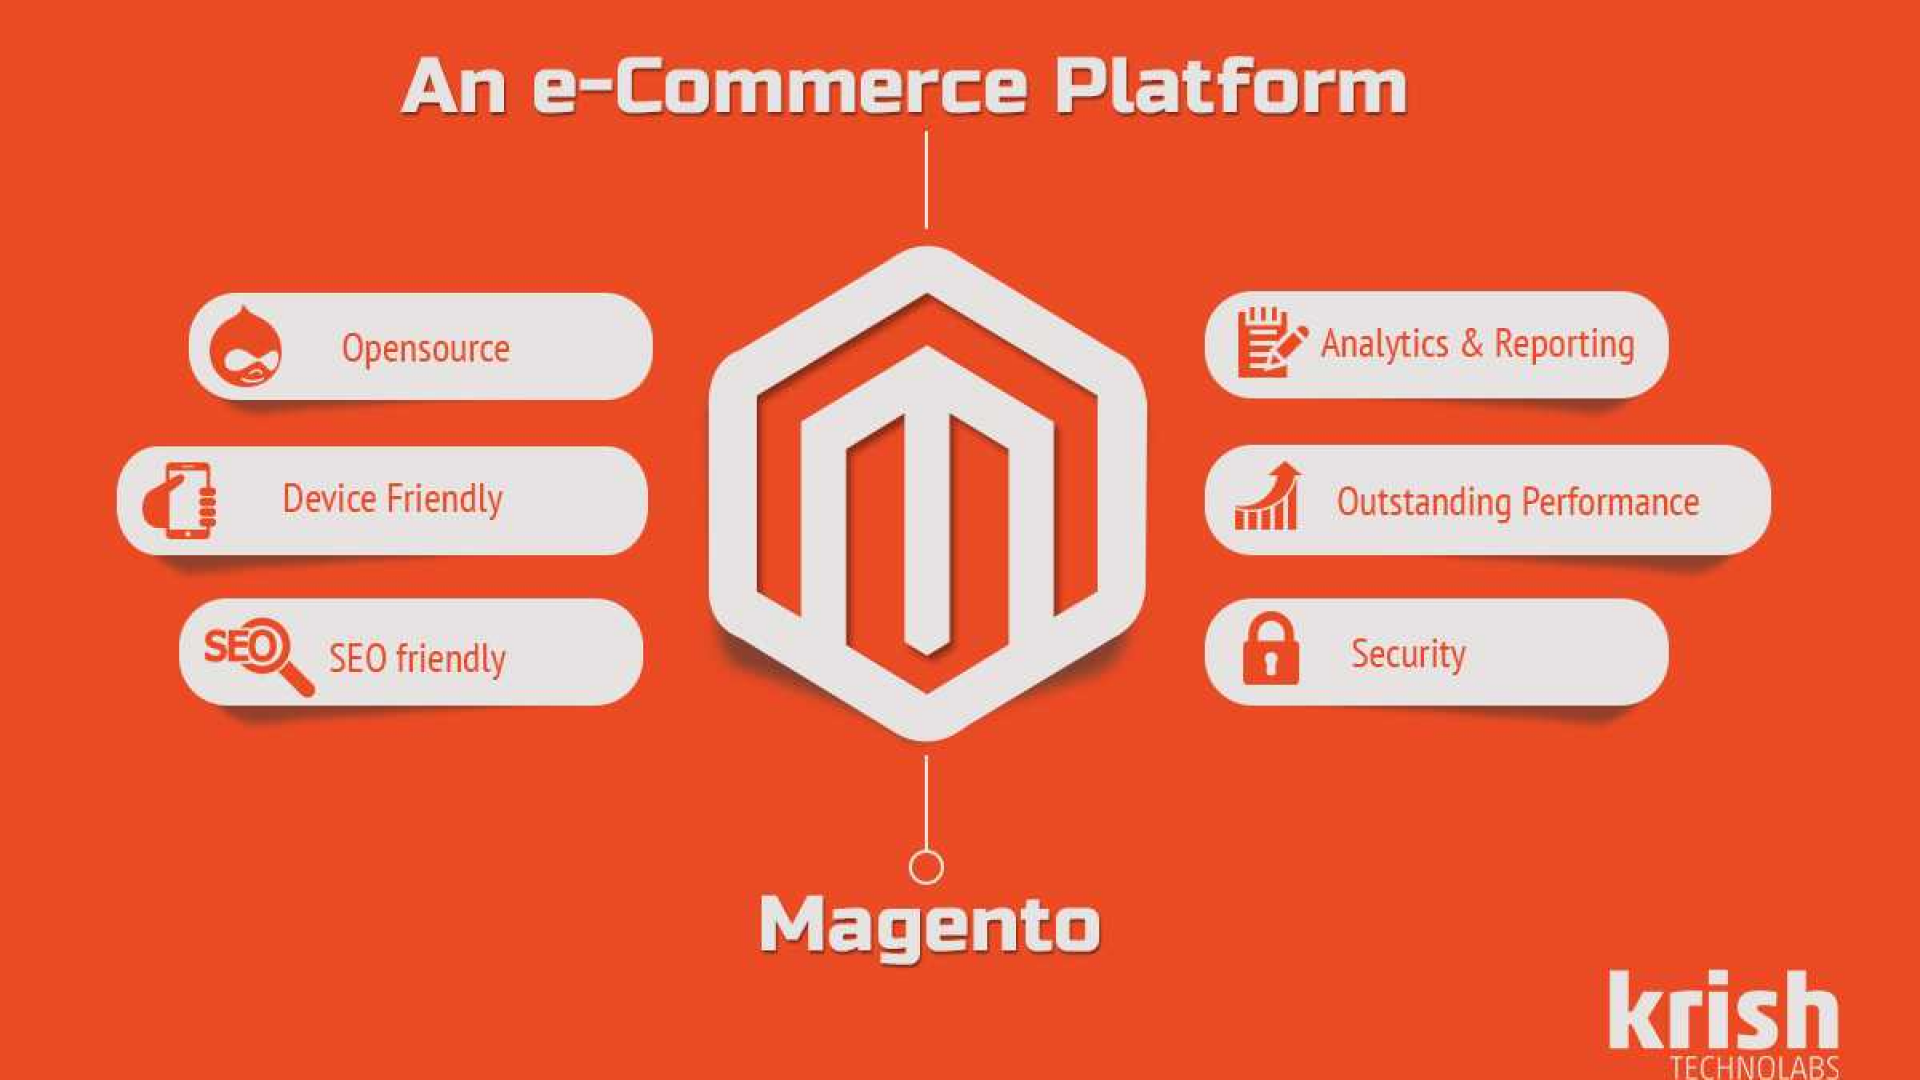 An e-Commerce Platform
Opensource
Device Friendly
SEO
SEO friendly
Analytics & Reporting
Outstanding Performance
Security
Magento
krish
TECHNOLABS